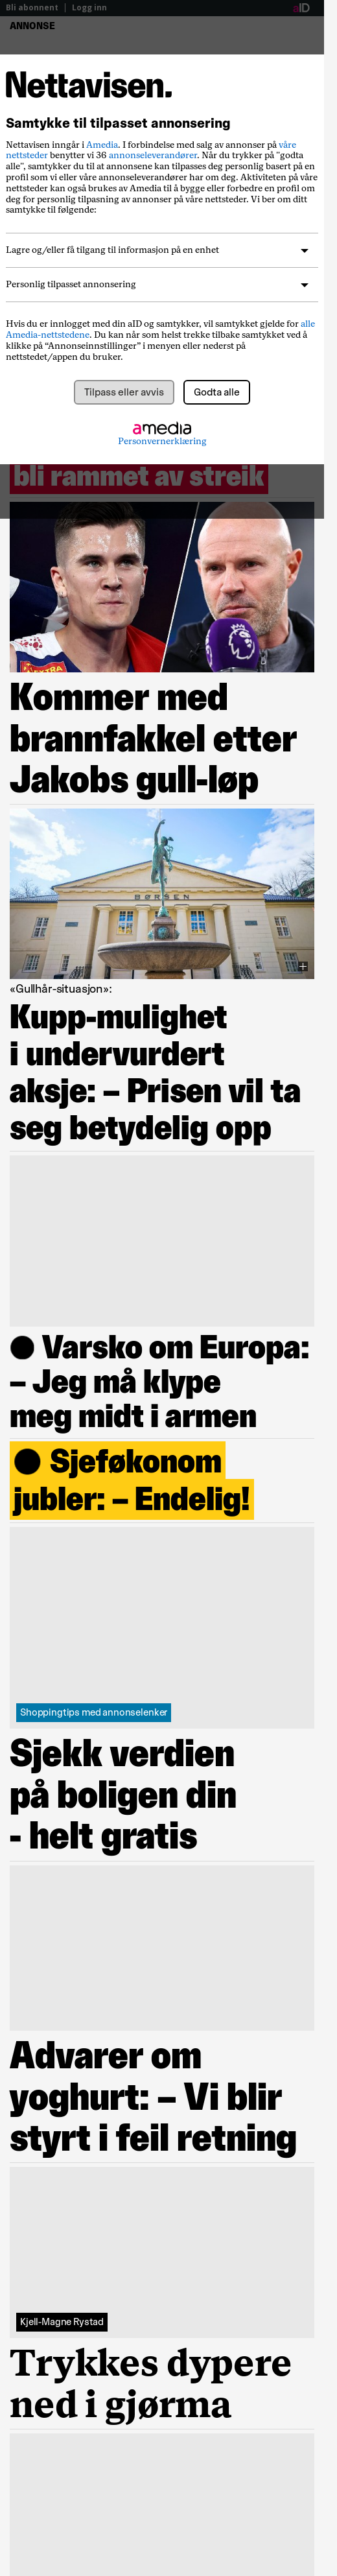 Bli abonnent | Logg inn
aID
ANNONSE
Nettavisen.
Samtykke til tilpasset annonsering
Nettavisen inngår i Amedia. I forbindelse med salg av annonser på våre
nettsteder benytter vi 36 annonseleverandører. Når du trykker på "godta
alle", samtykker du til at annonsene kan tilpasses deg personlig basert på en
profil som vi eller våre annonseleverandører har om deg. Aktiviteten på våre
nettsteder kan også brukes av Amedia til å bygge eller forbedre en profil om
deg for personlig tilpasning av annonser på våre nettsteder. Vi ber om ditt
samtykke til følgende:
Lagre og/eller få tilgang til informasjon på en enhet
Personlig tilpasset annonsering
Hvis du er innlogget med din aID og samtykker, vil samtykket gjelde for alle
Amedia-nettstedene. Du kan når som helst trekke tilbake samtykket ved å
klikke på “Annonseinnstillinger” i menyen eller nederst på
nettstedet/appen du bruker.
Tilpass eller avvis
Godta alle
amedia
Personvernerklæring
bli rammet av streik
Kommer med
brannfakkel etter
Jakobs gull-løp
BØRSEN
«Gullhår-situasjon»:
Kupp-mulighet
i undervurdert
aksje: – Prisen vil ta
seg betydelig opp
Varsko om Europa:
– Jeg må klype
meg midt i armen
Sjeføkonom
jubler: – Endelig!
Shoppingtips med annonselenker
Sjekk verdien
på boligen din
- helt gratis
Advarer om
yoghurt: – Vi blir
styrt i feil retning
Kjell-Magne Rystad
Trykkes dypere
ned i gjørma